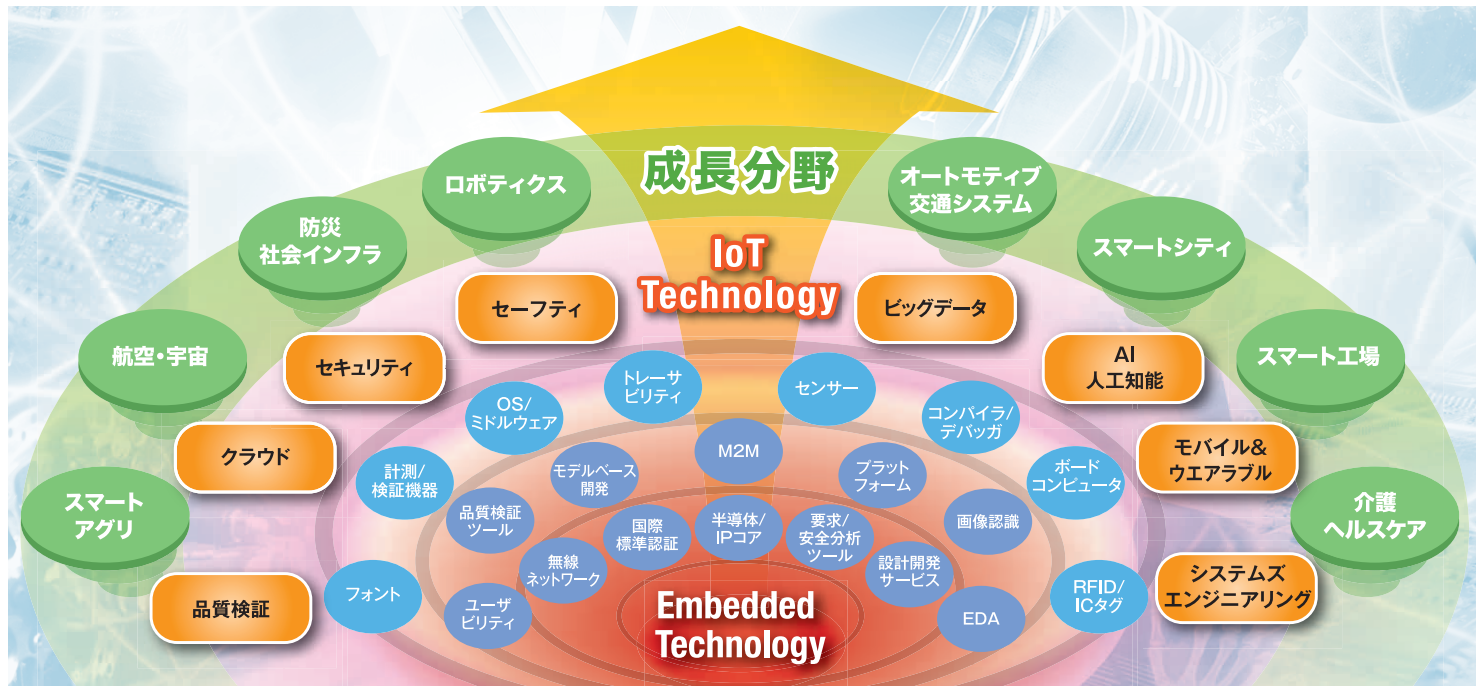 成長分野
ロボティクス
オートモティブ
交通システム
防災
社会インフラ
スマートシティ
航空・宇宙
スマート工場
スマート
アグリ
介護
ヘルスケア
IoT
Technology
セーフティ
ビッグデータ
セキュリティ
AI
人工知能
クラウド
モバイル&
ウエアラブル
品質検証
システムズ
エンジニアリング
トレーサ
ビリティ
センサー
OS/
ミドルウェア
コンパイラ/
デバッガ
計測/
検証機器
ボード
コンピュータ
フォント
RFID/
ICタグ
M2M
モデルベース
開発
プラット
フォーム
品質検証
ツール
画像認識
ユーザ
ビリティ
EDA
半導体/
IPコア
国際
標準認証
要求/
安全分析
ツール
無線
ネットワーク
設計開発
サービス
Embedded
Technology